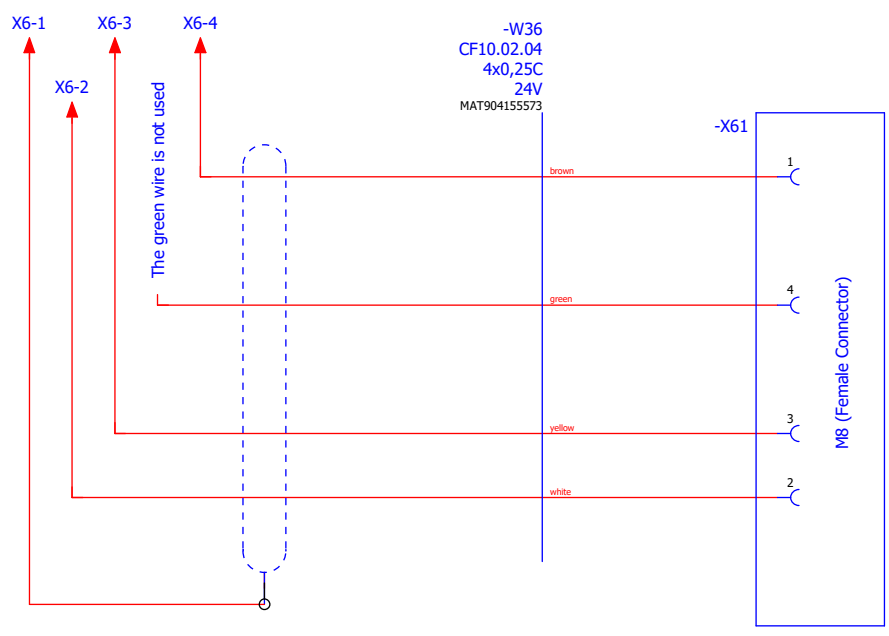 X6-1
X6-3
X6-4
X6-2
The green wire is not used
-W36
CF10.02.04
4x0,25C
24V
MAT904155573
-X61
brown
1
green
4
yellow
3
white
2
M8 (Female Connector)